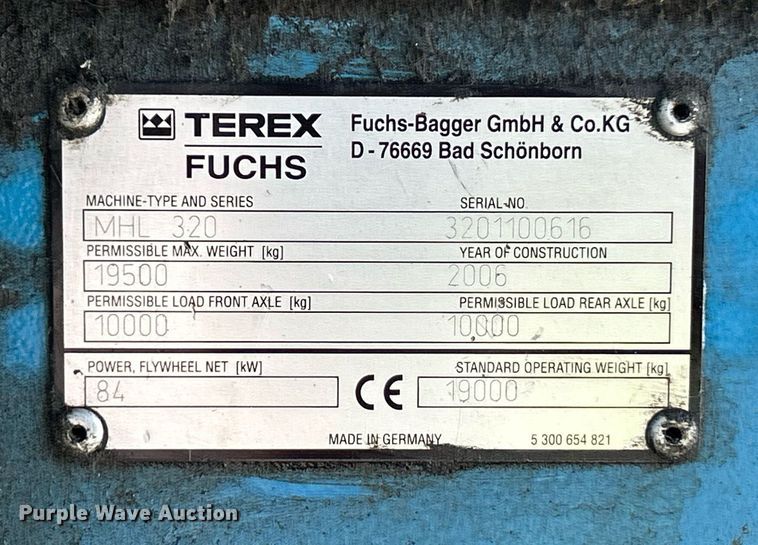 TEREX
FUCHS
Fuchs-Bagger GmbH & Co.KG
D - 76669 Bad Schönborn
MACHINE-TYPE AND SERIES SERIAL-NO.
MHL 320 3201100616
PERMISSIBLE MAX. WEIGHT [kg] YEAR OF CONSTRUCTION
19500 2006
PERMISSIBLE LOAD FRONT AXLE [kg] PERMISSIBLE LOAD REAR AXLE [kg]
10000 10000
POWER, FLYWHEEL NET [kW] STANDARD OPERATING WEIGHT [kg]
84 CE 19000
MADE IN GERMANY 5 300 654 821
Purple Wave Auction